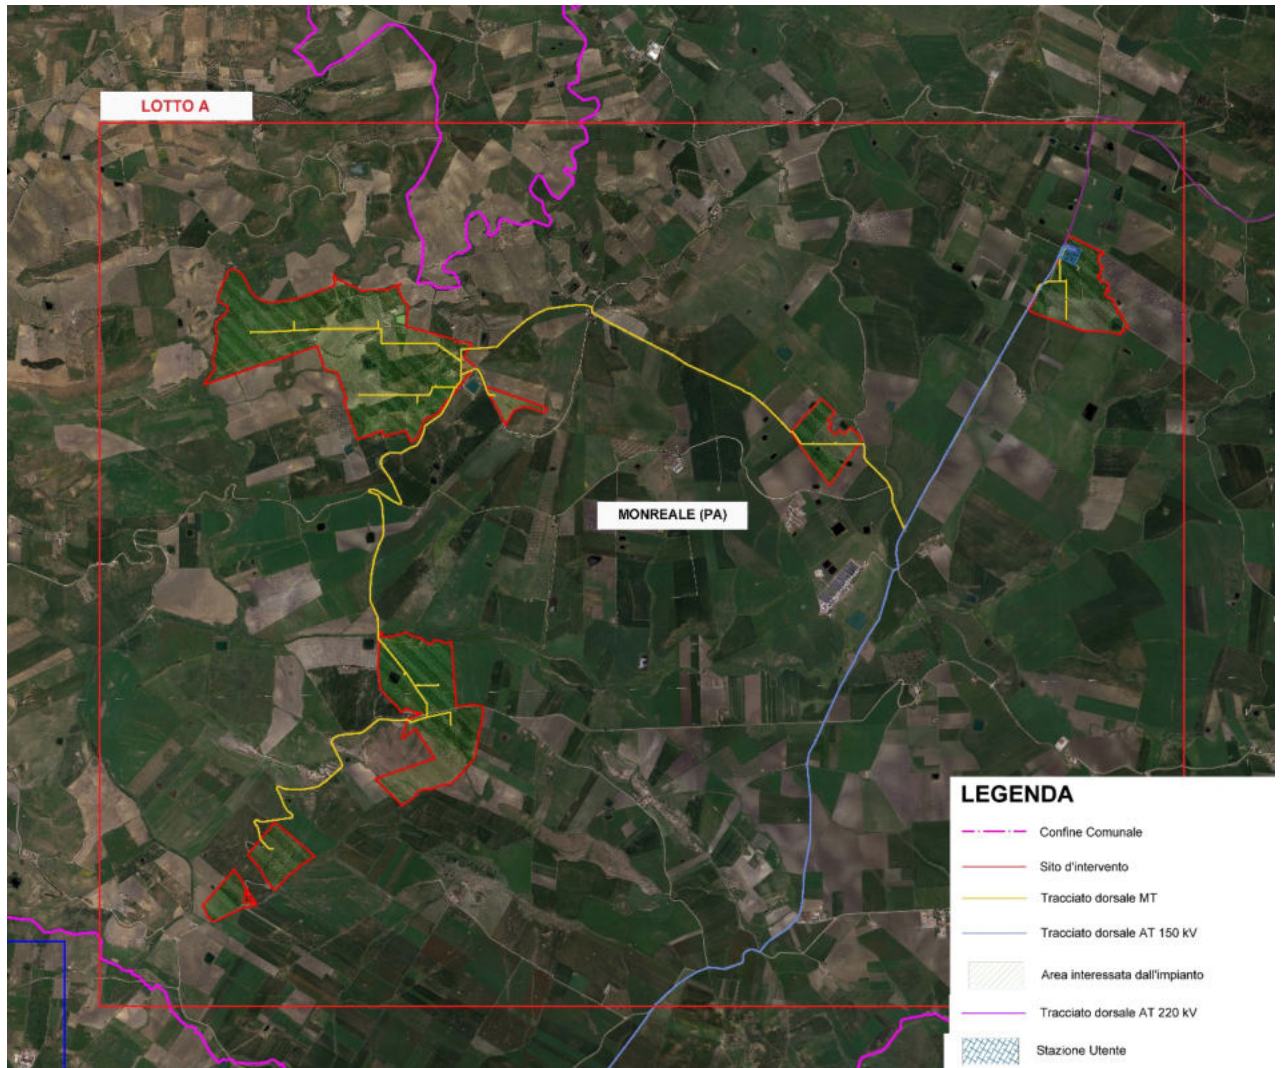 LOTTO A
MONREALE (PA)
LEGENDA
Confine Comunale
Sito d'intervento
Tracciato dorsale MT
Tracciato dorsale AT 150 kV
Area interessata dall'impianto
Tracciato dorsale AT 220 kV
Stazione Utente